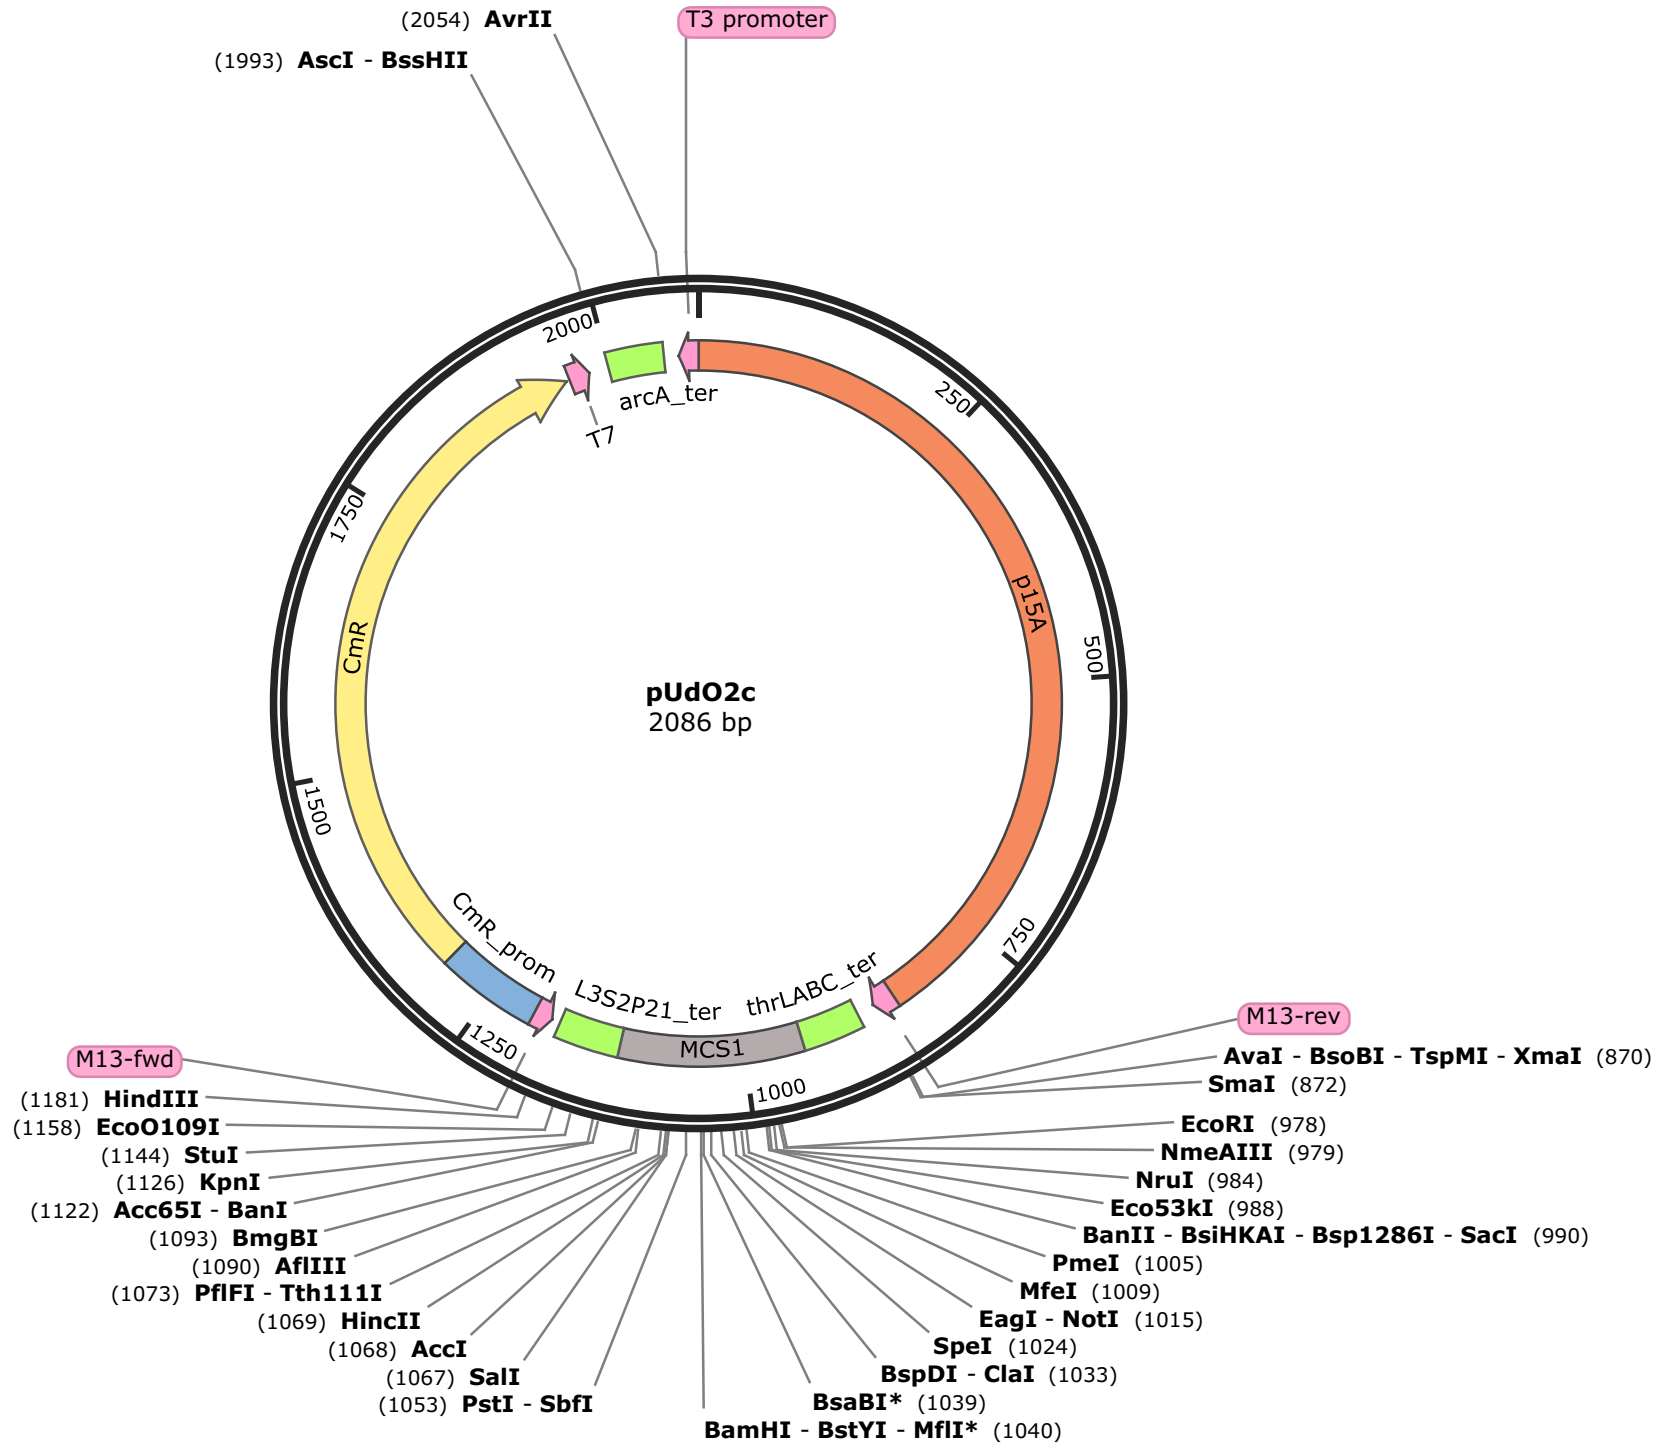 (2054) AvrII
T3 promoter
(1993) AscI - BssHII
2000
arcA_ter
T7
250
1750
p15A
CmR
500
pUdO2c
2086 bp
1500
CmR_prom
750
L3S2P21_ter
thrLABC_ter
MCS1
1250
1000
M13-rev
M13-fwd
AvaI - BsoBI - TspMI - XmaI (870)
SmaI (872)
(1181) HindIII
(1158) EcoO109I
EcoRI (978)
(1144) StuI
NmeAIII (979)
(1126) KpnI
NruI (984)
(1122) Acc65I - BanI
Eco53kI (988)
(1093) BmgBI
BanII - BsiHKAI - Bsp1286I - SacI (990)
(1090) AflIII
PmeI (1005)
(1073) PflFI - Tth111I
MfeI (1009)
(1069) HincII
EagI - NotI (1015)
(1068) AccI
SpeI (1024)
(1067) SalI
BspDI - ClaI (1033)
(1053) PstI - SbfI
BsaBI* (1039)
BamHI - BstYI - MflI* (1040)